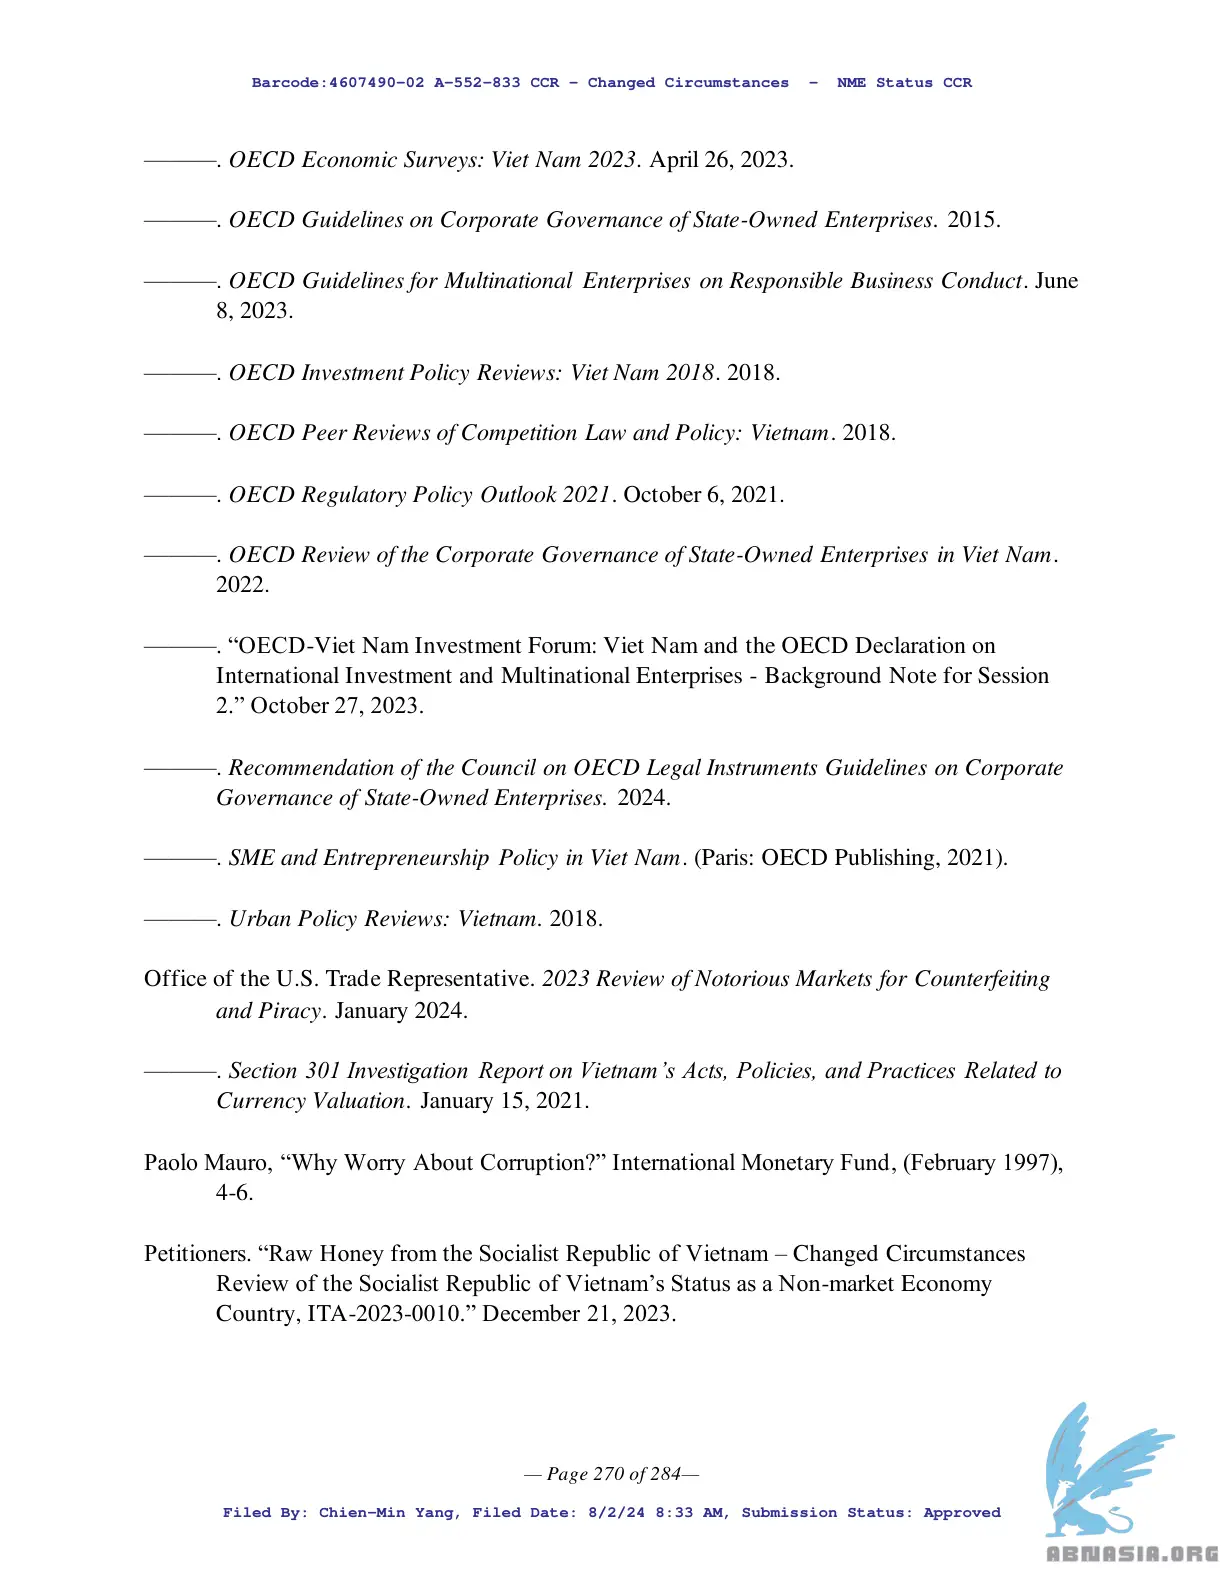 Barcode:4607490-02 A-552-833 CCR - Changed Circumstances - NME Status CCR
———. OECD Economic Surveys: Viet Nam 2023. April 26, 2023.
———. OECD Guidelines on Corporate Governance of State-Owned Enterprises. 2015.
———. OECD Guidelines for Multinational Enterprises on Responsible Business Conduct. June
8, 2023.
———. OECD Investment Policy Reviews: Viet Nam 2018. 2018.
———. OECD Peer Reviews of Competition Law and Policy: Vietnam. 2018.
———. OECD Regulatory Policy Outlook 2021. October 6, 2021.
———. OECD Review of the Corporate Governance of State-Owned Enterprises in Viet Nam.
2022.
———. “OECD-Viet Nam Investment Forum: Viet Nam and the OECD Declaration on
International Investment and Multinational Enterprises - Background Note for Session
2.” October 27, 2023.
———. Recommendation of the Council on OECD Legal Instruments Guidelines on Corporate
Governance of State-Owned Enterprises. 2024.
———. SME and Entrepreneurship Policy in Viet Nam. (Paris: OECD Publishing, 2021).
———. Urban Policy Reviews: Vietnam. 2018.
Office of the U.S. Trade Representative. 2023 Review of Notorious Markets for Counterfeiting
and Piracy. January 2024.
———. Section 301 Investigation Report on Vietnam’s Acts, Policies, and Practices Related to
Currency Valuation. January 15, 2021.
Paolo Mauro, “Why Worry About Corruption?” International Monetary Fund, (February 1997),
4-6.
Petitioners. “Raw Honey from the Socialist Republic of Vietnam – Changed Circumstances
Review of the Socialist Republic of Vietnam’s Status as a Non-market Economy
Country, ITA-2023-0010.” December 21, 2023.
— Page 270 of 284—
Filed By: Chien-Min Yang, Filed Date: 8/2/24 8:33 AM, Submission Status: Approved
ABNASIA.ORG